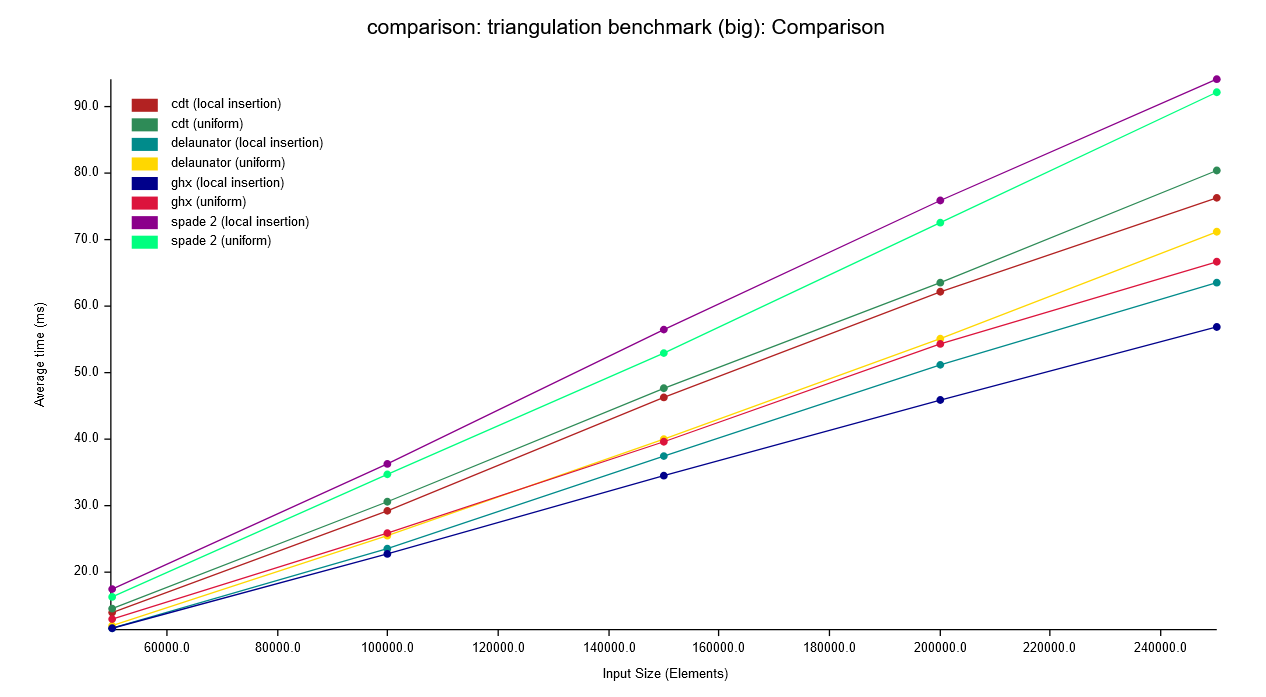 comparison: triangulation benchmark (big): Comparison
cdt (local insertion)
cdt (uniform)
delaunator (local insertion)
delaunator (uniform)
ghx (local insertion)
ghx (uniform)
spade 2 (local insertion)
spade 2 (uniform)
90.0
80.0
70.0
60.0
50.0
40.0
30.0
20.0
Average time (ms)
60000.0 80000.0 100000.0 120000.0 140000.0 160000.0 180000.0 200000.0 220000.0 240000.0
Input Size (Elements)